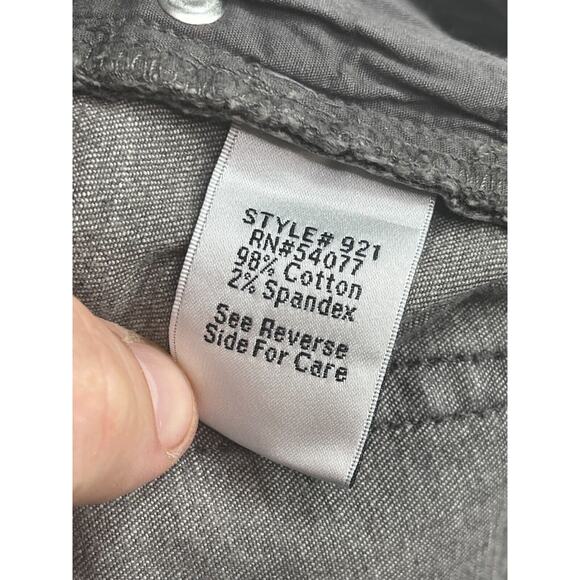 STYLE# 921
RN#54077
98% Cotton
2% Spandex
See Reverse
Side For Care